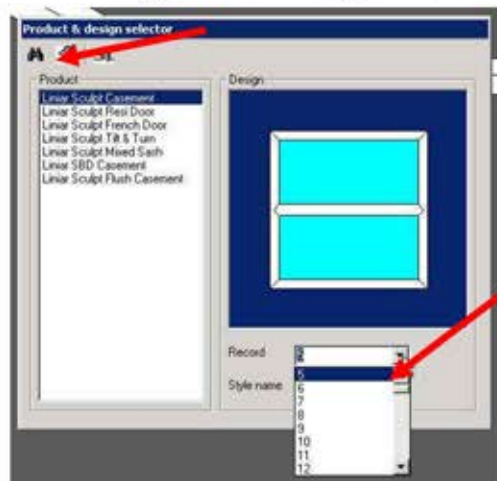 Product & design selector
Product
Liniar Sculpt Casement
Liniar Sculpt Resi Door
Liniar Sculpt French Door
Liniar Sculpt Tilt & Turn
Liniar Sculpt Mixed Sash
Liniar SBD Casement
Liniar Sculpt Flush Casement
Design
Record
5
6
7
8
9
10
11
12
Style name